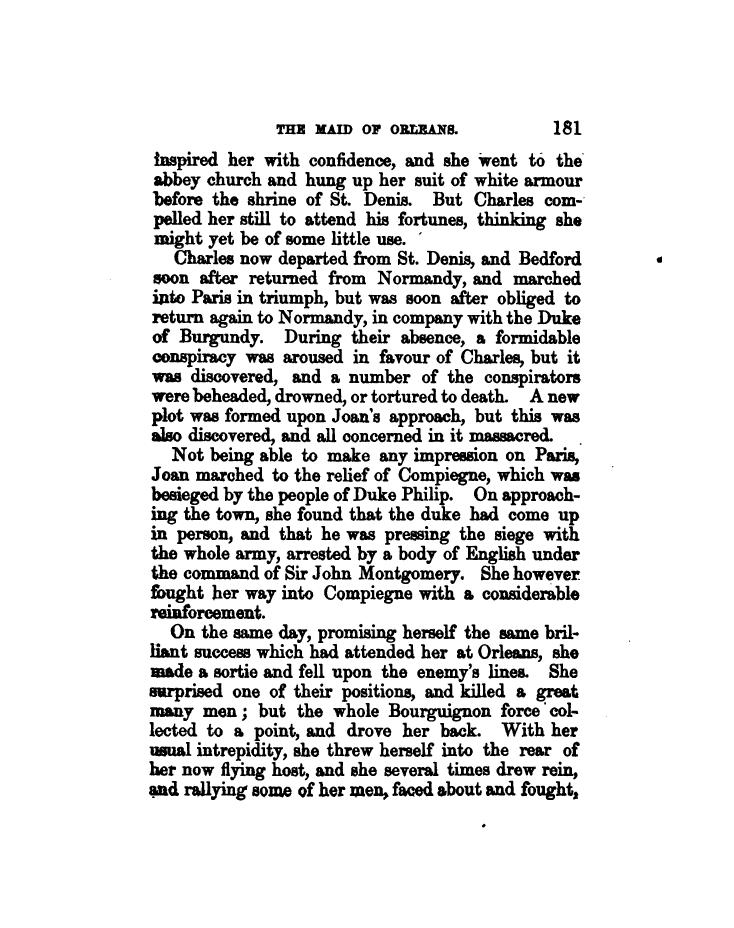 THE MAID OF ORLEANS. 181
inspired her with confidence, and she went to the
abbey church and hung up her suit of white armour
before the shrine of St. Denis. But Charles com-
pelled her still to attend his fortunes, thinking she
might yet be of some little use.
Charles now departed from St. Denis, and Bedford
soon after returned from Normandy, and marched
into Paris in triumph, but was soon after obliged to
return again to Normandy, in company with the Duke
of Burgundy. During their absence, a formidable
conspiracy was aroused in favour of Charles, but it
was discovered, and a number of the conspirators
were beheaded, drowned, or tortured to death. A new
plot was formed upon Joan's approach, but this was
also discovered, and all concerned in it massacred.
Not being able to make any impression on Paris,
Joan marched to the relief of Compiegne, which was
besieged by the people of Duke Philip. On approach-
ing the town, she found that the duke had come up
in person, and that he was pressing the siege with
the whole army, arrested by a body of English under
the command of Sir John Montgomery. She however
fought her way into Compiegne with a considerable
reinforcement.
On the same day, promising herself the same bril-
liant success which had attended her at Orleans, she
made a sortie and fell upon the enemy's lines. She
surprised one of their positions, and killed a great
many men; but the whole Bourguignon force col-
lected to a point, and drove her back. With her
usual intrepidity, she threw herself into the rear of
her now flying host, and she several times drew rein,
and rallying some of her men, faced about and fought,